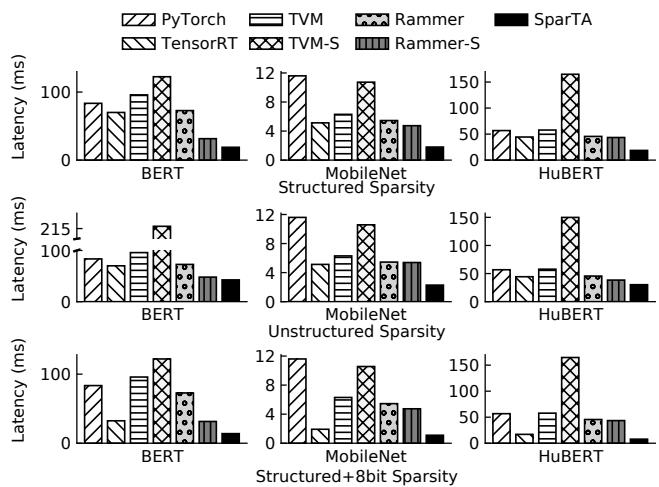 PyTorch TVM Rammer SparTA
TensorRT TVM-S Rammer-S
Latency (ms)
100
0
BERT
12
8
4
0
MobileNet
150
100
50
0
HuBERT
Structured Sparsity
Latency (ms)
215
100
0
BERT
12
8
4
0
MobileNet
150
100
50
0
HuBERT
Unstructured Sparsity
Latency (ms)
100
0
BERT
12
8
4
0
MobileNet
150
100
50
0
HuBERT
Structured+8bit Sparsity